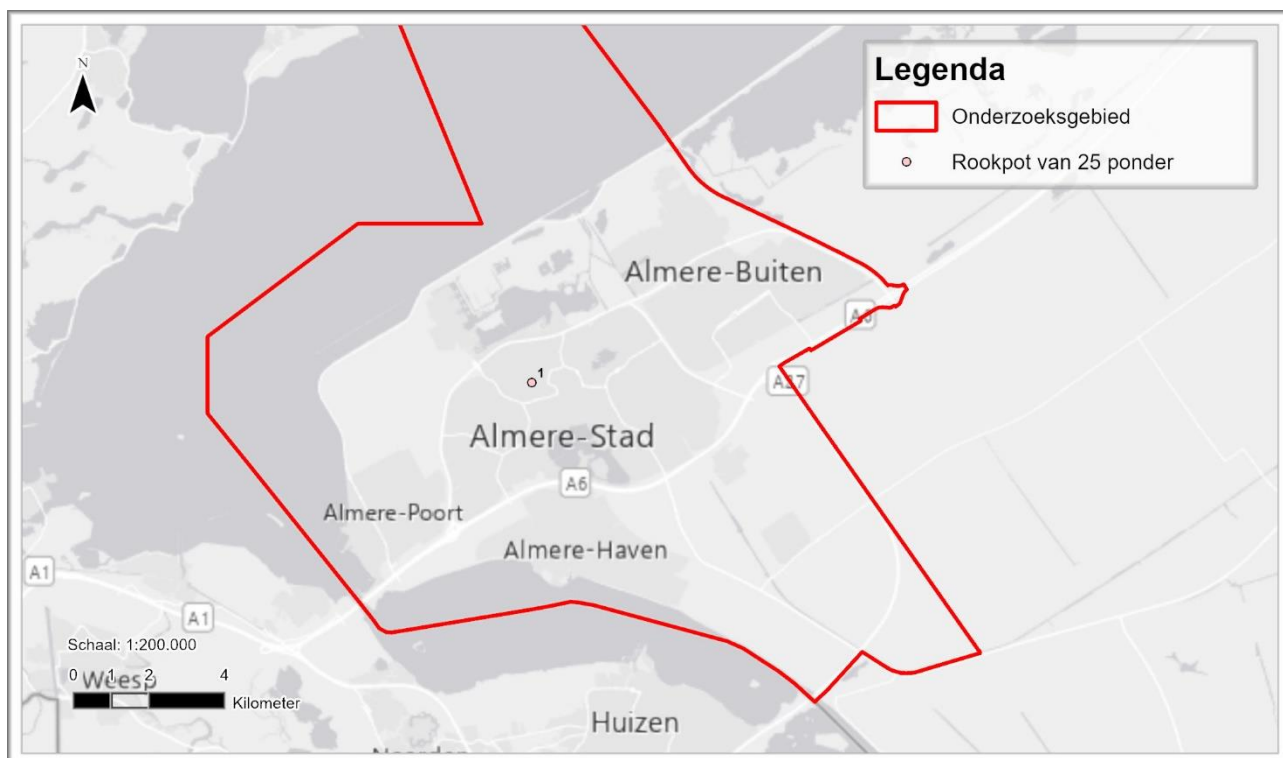 N
Legenda
Onderzoeksgebied
Rookpot van 25 ponder
Almere-Buiten
A6
A27
1
Almere-Stad
A6
Almere-Poort
Almere-Haven
A1
A1
Schaal: 1:200.000
0 1 2 4
Weesp
Kilometer
Huizen